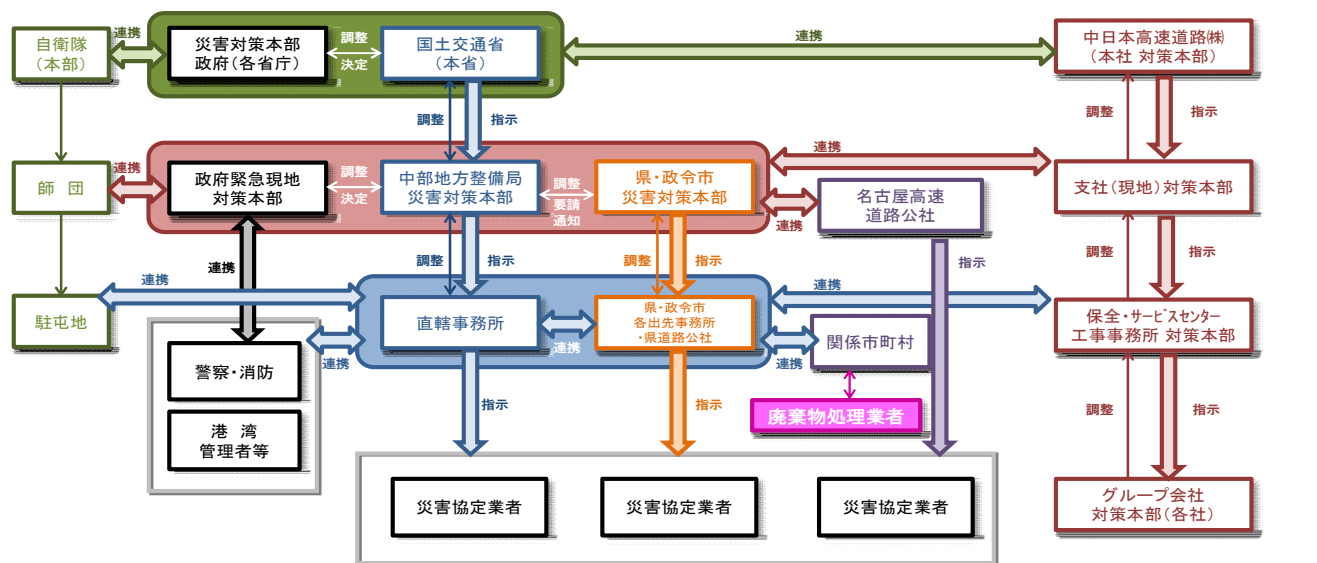 自衛隊
(本部)
連携
災害対策本部
政府(各省庁)
調整
決定
国土交通省
(本省)
連携
中日本高速道路㈱
(本社 対策本部)
調整
指示
調整
指示
師 団
連携
政府緊急現地
対策本部
調整
決定
中部地方整備局
災害対策本部
調整
要請
通知
県・政令市
災害対策本部
連携
連携
名古屋高速
道路公社
支社(現地)対策本部
連携
調整
指示
調整
指示
指示
調整
指示
駐屯地
連携
連携
直轄事務所
連携
県・政令市
各出先事務所
・県道路公社
連携
連携
関係市町村
保全・サービスセンター
工事事務所 対策本部
警察・消防
港 湾
管理者等
指示
指示
廃棄物処理業者
調整
指示
災害協定業者
災害協定業者
災害協定業者
グループ会社
対策本部(各社)